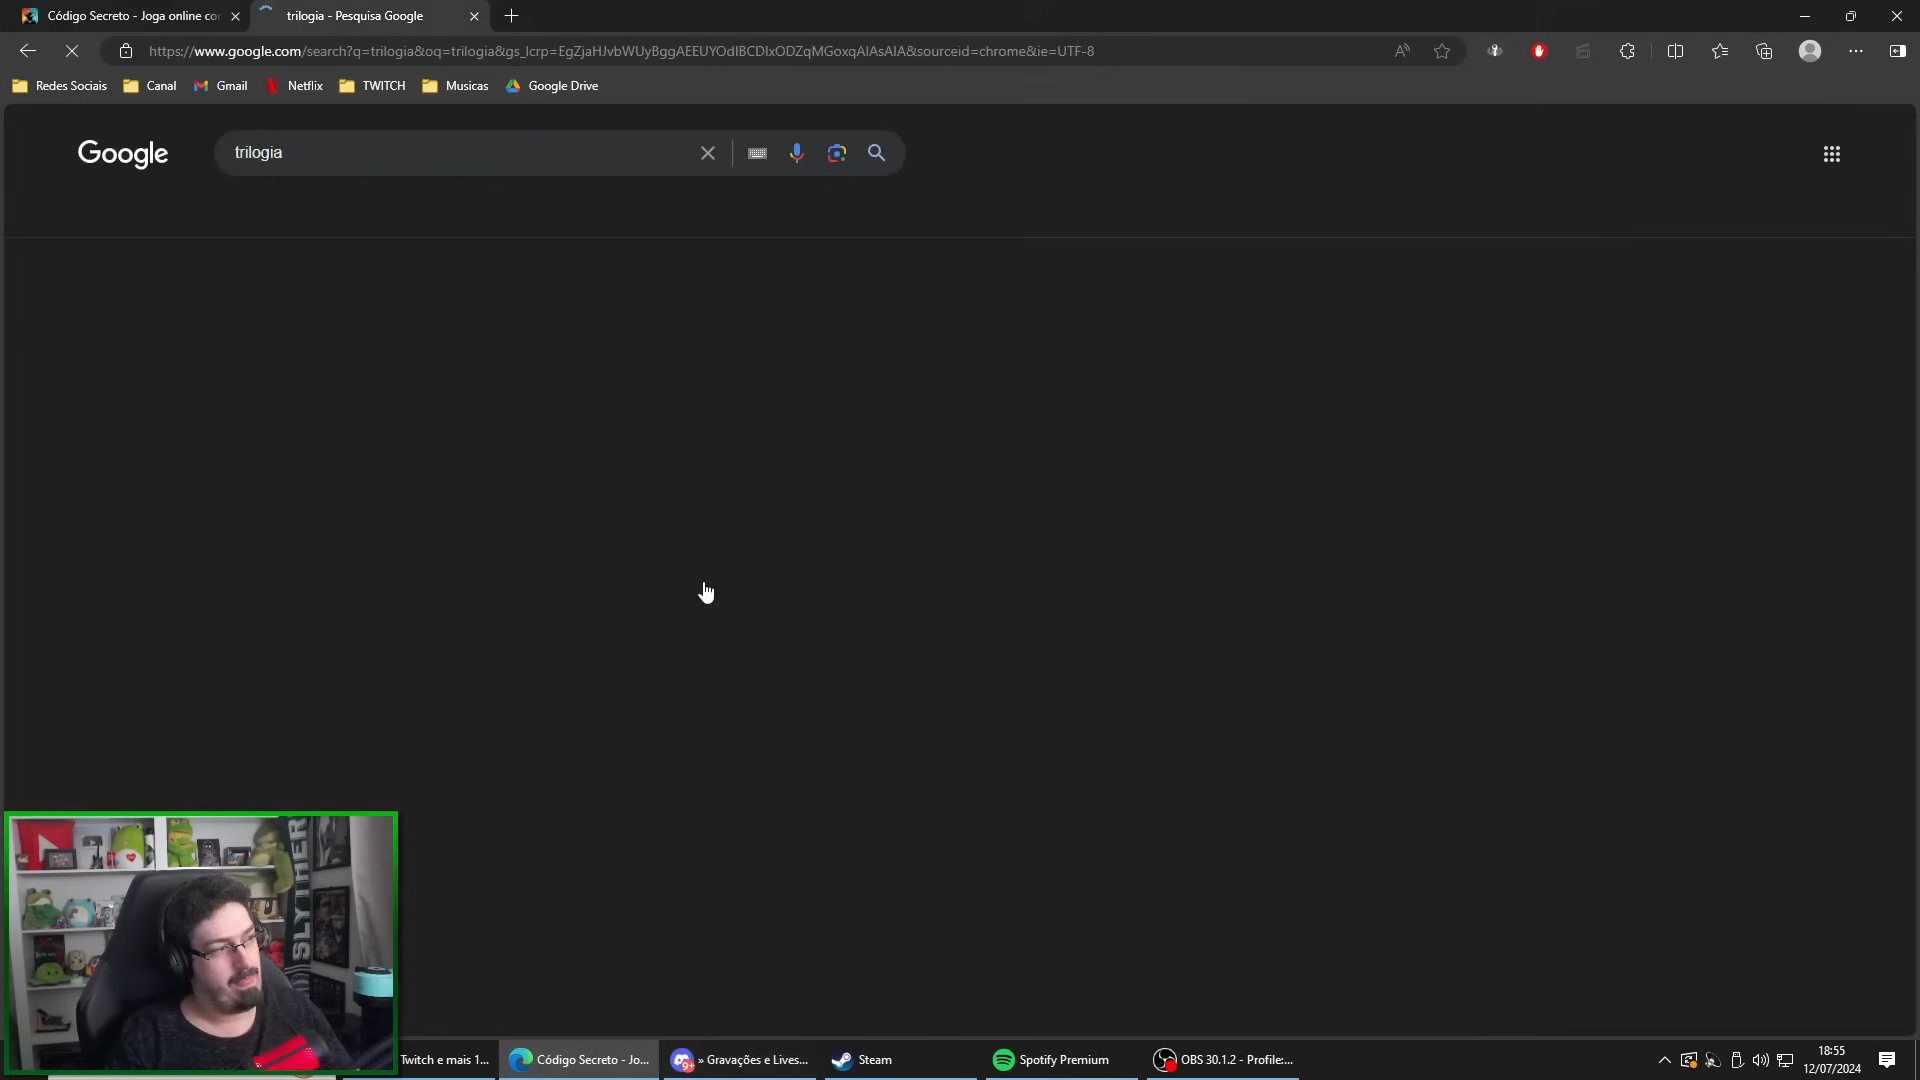 Código Secreto - Joga online co
trilogia - Pesquisa Google
https://www.google.com/search?q=trilogia&oq=trilogia&gs_lcrp=EgZjaHJvbWUyBggAEEUYOdIBCDIxODZqMGoxqAIAsAIA&sourceid=chrome&ie=UTF-8
Redes Sociais
Canal
Gmail
Netflix
TWITCH
Musicas
Google Drive
Google
trilogia
SLYTHER
Twitch e mais 1...
Código Secreto - Jo...
9+
» Gravações e Lives...
Steam
Spotify Premium
OBS 30.1.2 - Profile:...
18:55
12/07/2024